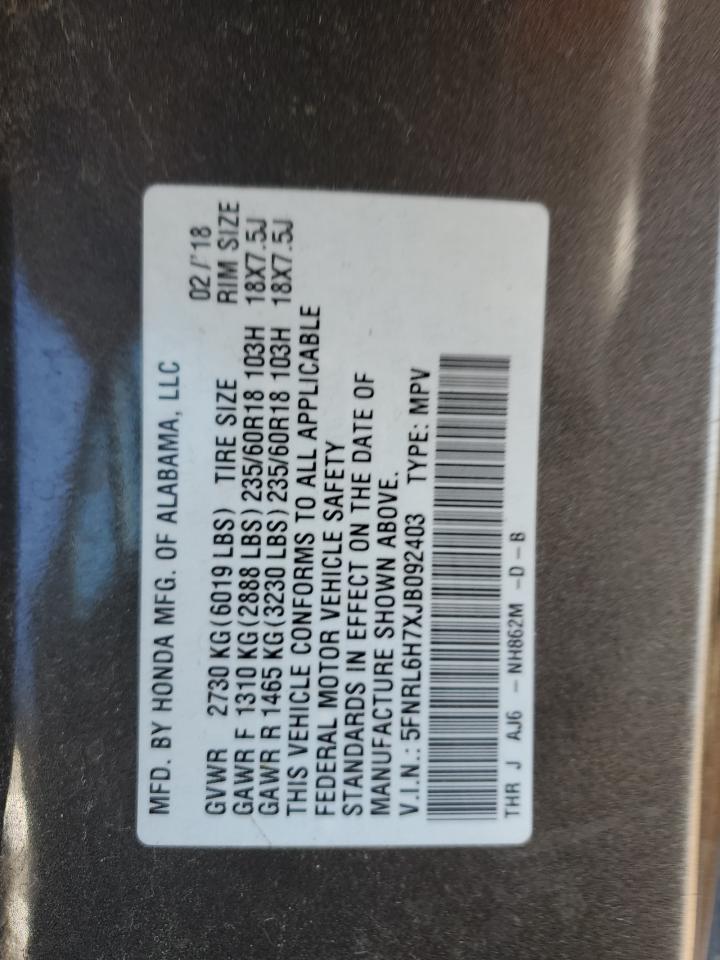 MFD. BY HONDA MFG. OF ALABAMA, LLC
02/'18
GVWR 2730 KG(6019 LBS) TIRE SIZE RIM SIZE
GAWR F 1310 KG(2888 LBS)235/60R18 103H 18X7.5J
GAWR R 1465 KG(3230 LBS)235/60R18 103H 18X7.5J
THIS VEHICLE CONFORMS TO ALL APPLICABLE
FEDERAL MOTOR VEHICLE SAFETY
STANDARDS IN EFFECT ON THE DATE OF
MANUFACTURE SHOWN ABOVE.
V.I.N.: 5FNRL6H7XJB092403 TYPE: MPV
THR J AJ6 - NH862M -D-B